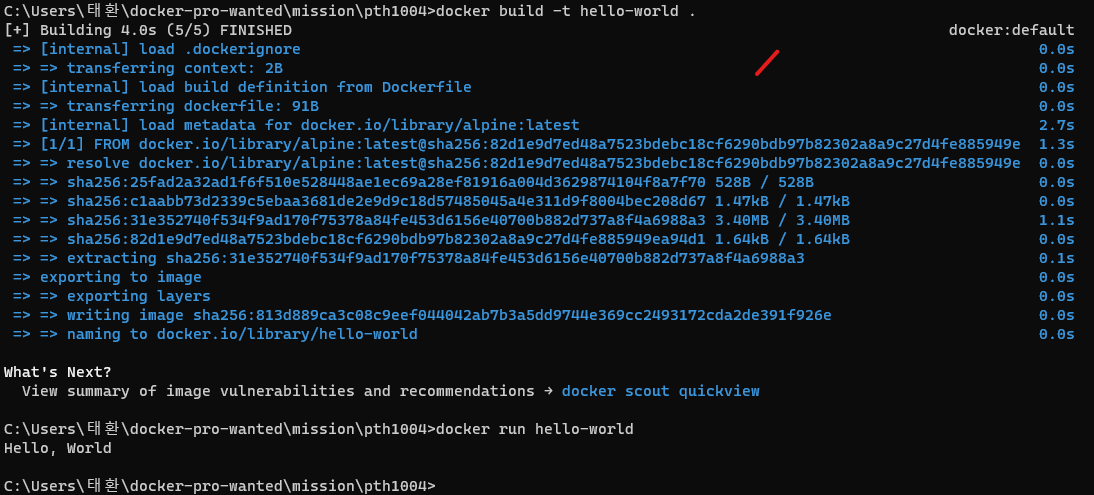 C:\Users\태환\docker-pro-wanted\mission\pth1004>docker build -t hello-world .
[+] Building 4.0s (5/5) FINISHED docker:default
=> [internal] load .dockerignore 0.0s
=> => transferring context: 2B 0.0s
=> [internal] load build definition from Dockerfile 0.0s
=> => transferring dockerfile: 91B 0.0s
=> [internal] load metadata for docker.io/library/alpine:latest 2.7s
=> [1/1] FROM docker.io/library/alpine:latest@sha256:82d1e9d7ed48a7523bdebc18cf6290bdb97b82302a8a9c27d4fe885949e 1.3s
=> => resolve docker.io/library/alpine:latest@sha256:82d1e9d7ed48a7523bdebc18cf6290bdb97b82302a8a9c27d4fe885949e 0.0s
=> => sha256:25fad2a32ad1f6f510e528448ae1ec69a28ef81916a004d3629874104f8a7f70 528B / 528B 0.0s
=> => sha256:c1aabb73d2339c5ebaa3681de2e9d9c18d57485045a4e311d9f8004bec208d67 1.47kB / 1.47kB 0.0s
=> => sha256:31e352740f534f9ad170f75378a84fe453d6156e40700b882d737a8f4a6988a3 3.40MB / 3.40MB 1.1s
=> => sha256:82d1e9d7ed48a7523bdebc18cf6290bdb97b82302a8a9c27d4fe885949ea94d1 1.64kB / 1.64kB 0.0s
=> => extracting sha256:31e352740f534f9ad170f75378a84fe453d6156e40700b882d737a8f4a6988a3 0.1s
=> exporting to image 0.0s
=> => exporting layers 0.0s
=> => writing image sha256:813d889ca3c08c9eef044042ab7b3a5dd9744e369cc2493172cda2de391f926e 0.0s
=> => naming to docker.io/library/hello-world 0.0s
What's Next?
View summary of image vulnerabilities and recommendations → docker scout quickview
C:\Users\태환\docker-pro-wanted\mission\pth1004>docker run hello-world
Hello, World
C:\Users\태환\docker-pro-wanted\mission\pth1004>